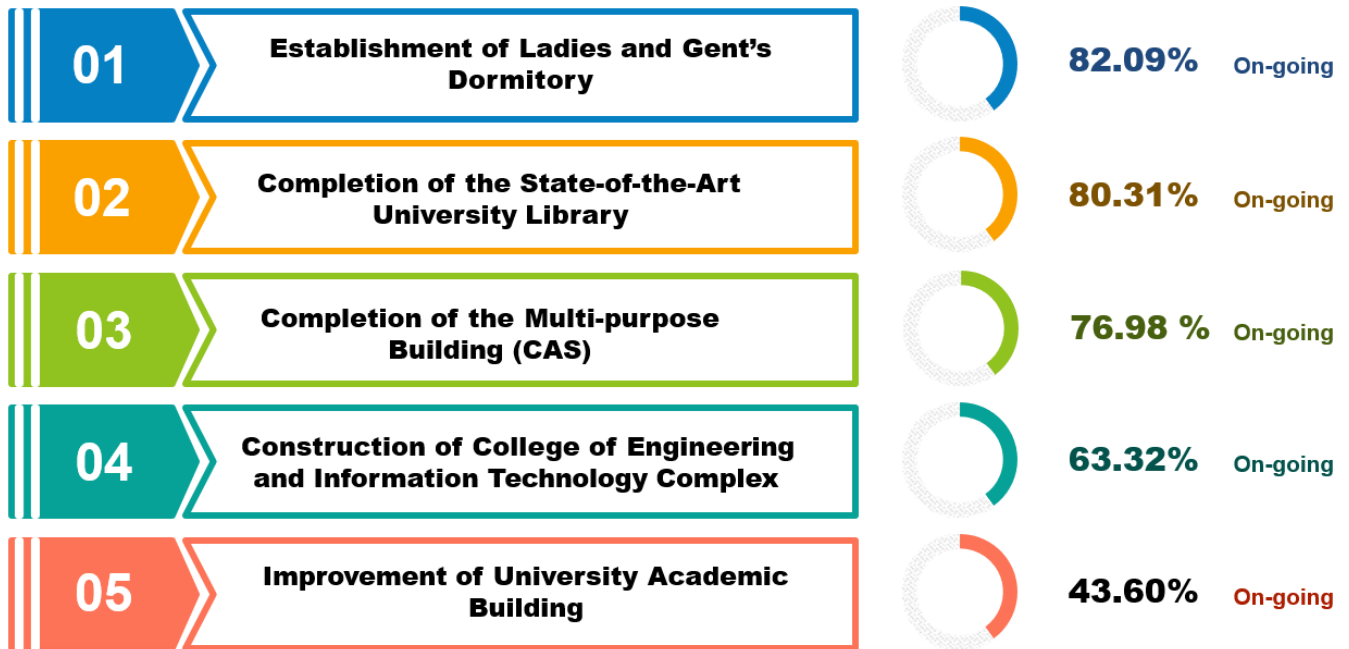 01
Establishment of Ladies and Gent’s
Dormitory
82.09% On-going
02
Completion of the State-of-the-Art
University Library
80.31% On-going
03
Completion of the Multi-purpose
Building (CAS)
76.98 % On-going
04
Construction of College of Engineering
and Information Technology Complex
63.32% On-going
05
Improvement of University Academic
Building
43.60% On-going